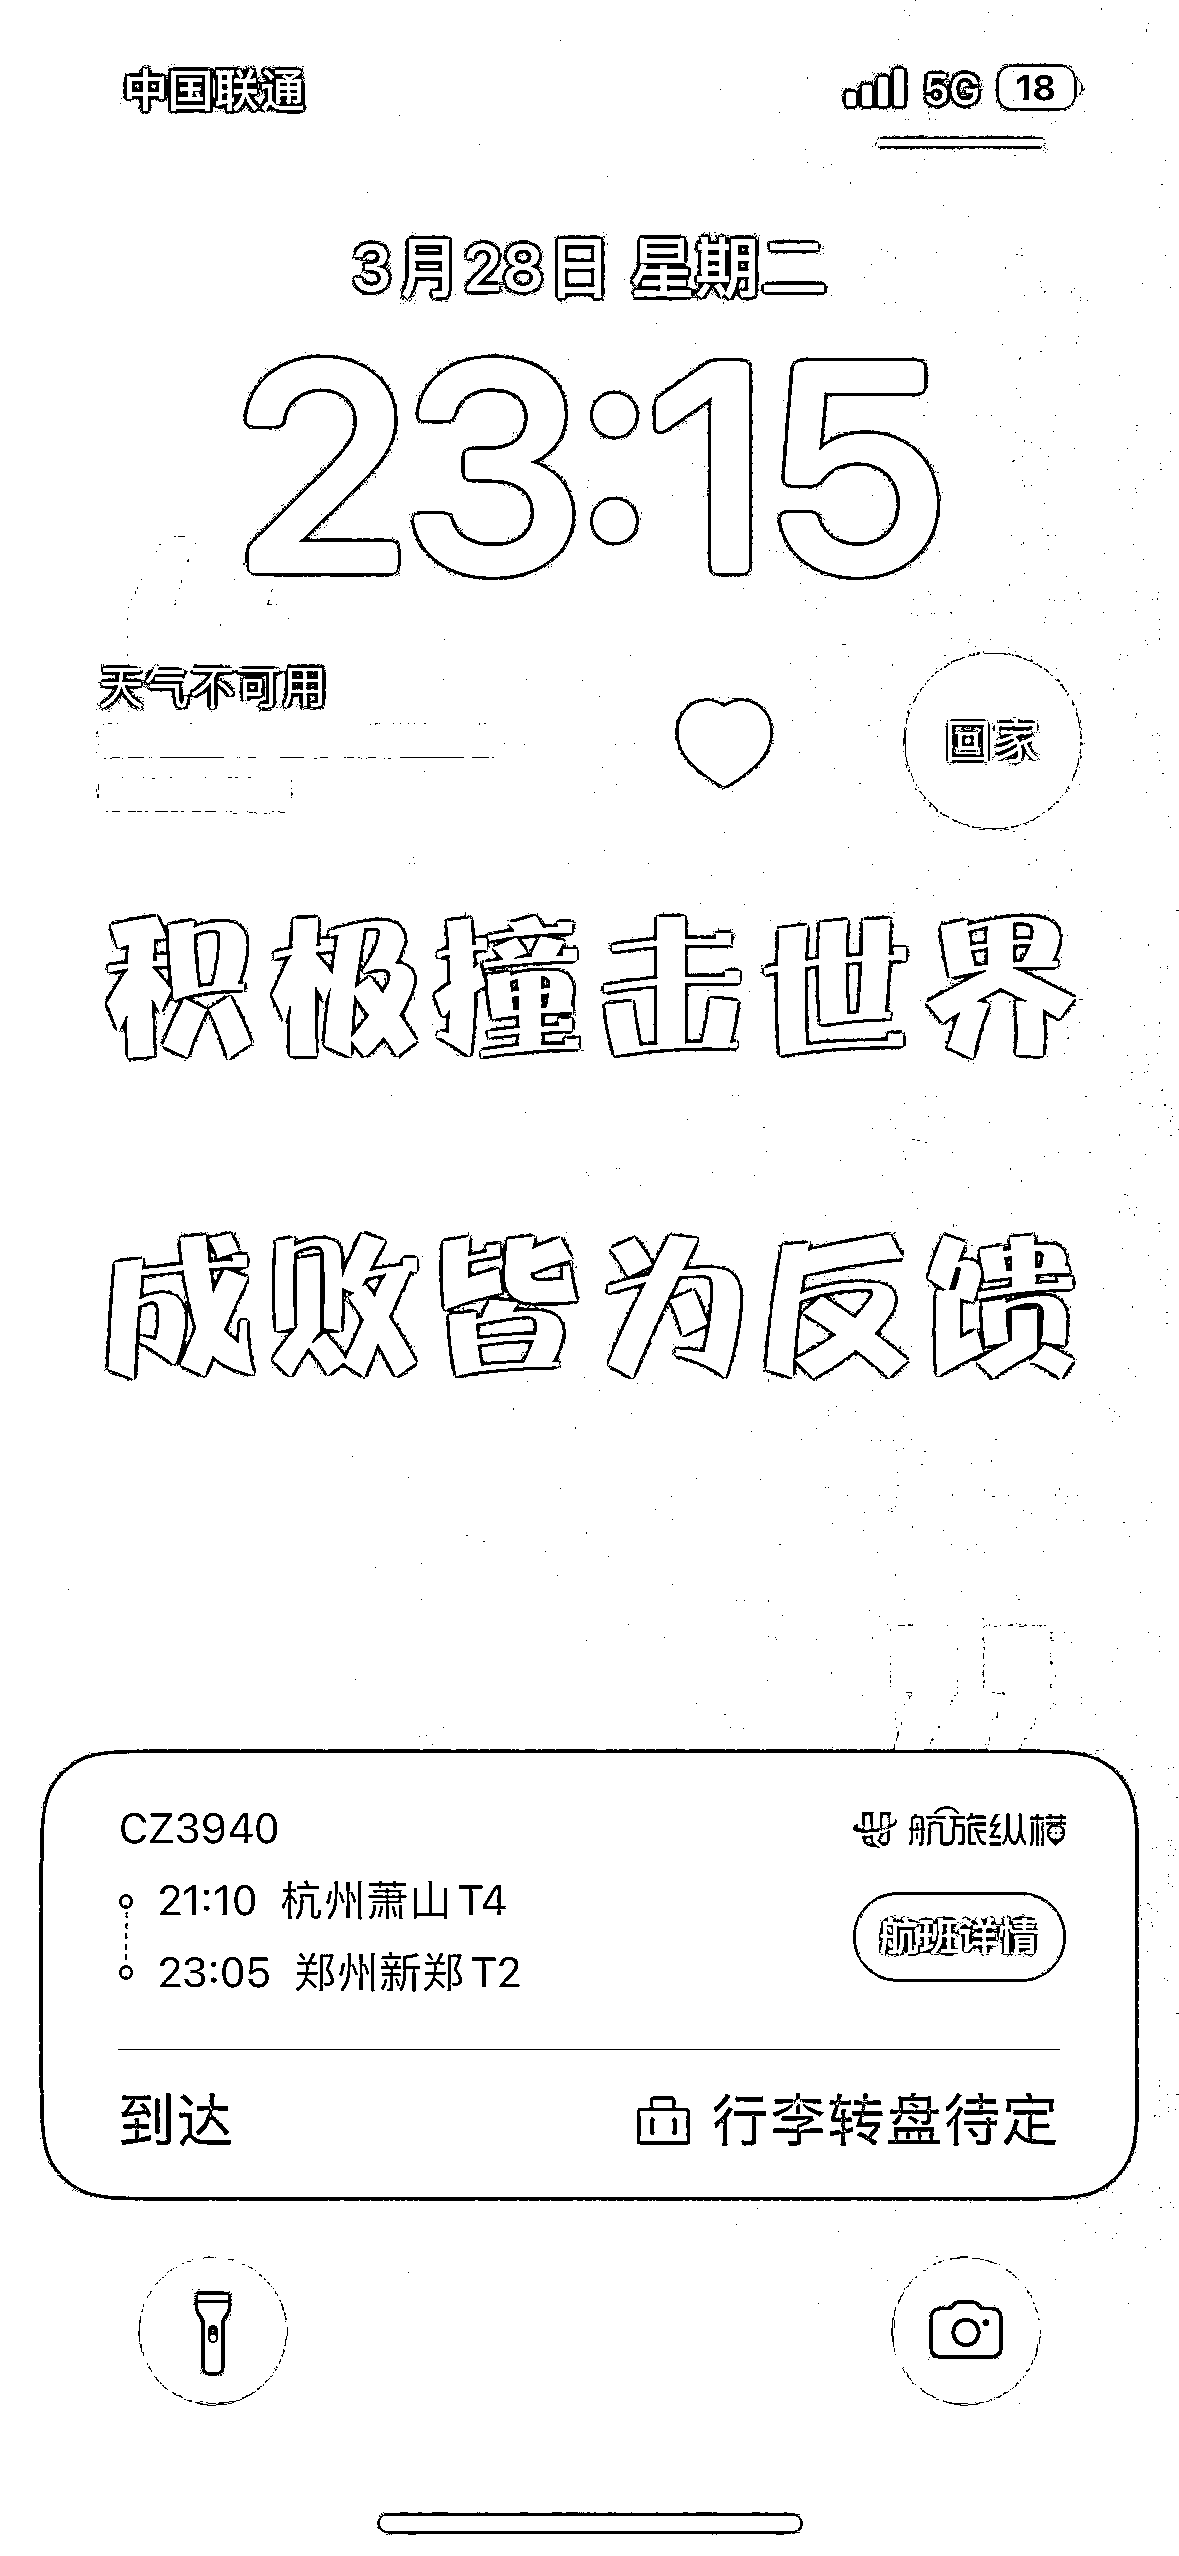 中国联通 5G 18
3月28日 星期二
23:15
天气不可用
回家
积极撞击世界
成败皆为反馈
CZ3940 航旅纵横
21:10 杭州萧山 T4
23:05 郑州新郑 T2
航班详情
到达 行李转盘待定